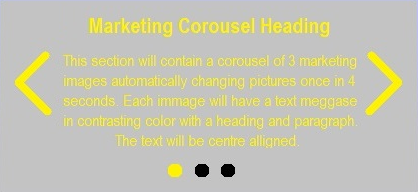 Marketing Corousel Heading
This section will contain a corousel of 3 marketing
images automatically changing pictures once in 4
seconds. Each immage will have a text meggase
in contrasting color with a heading and paragraph.
The text will be centre alligned.